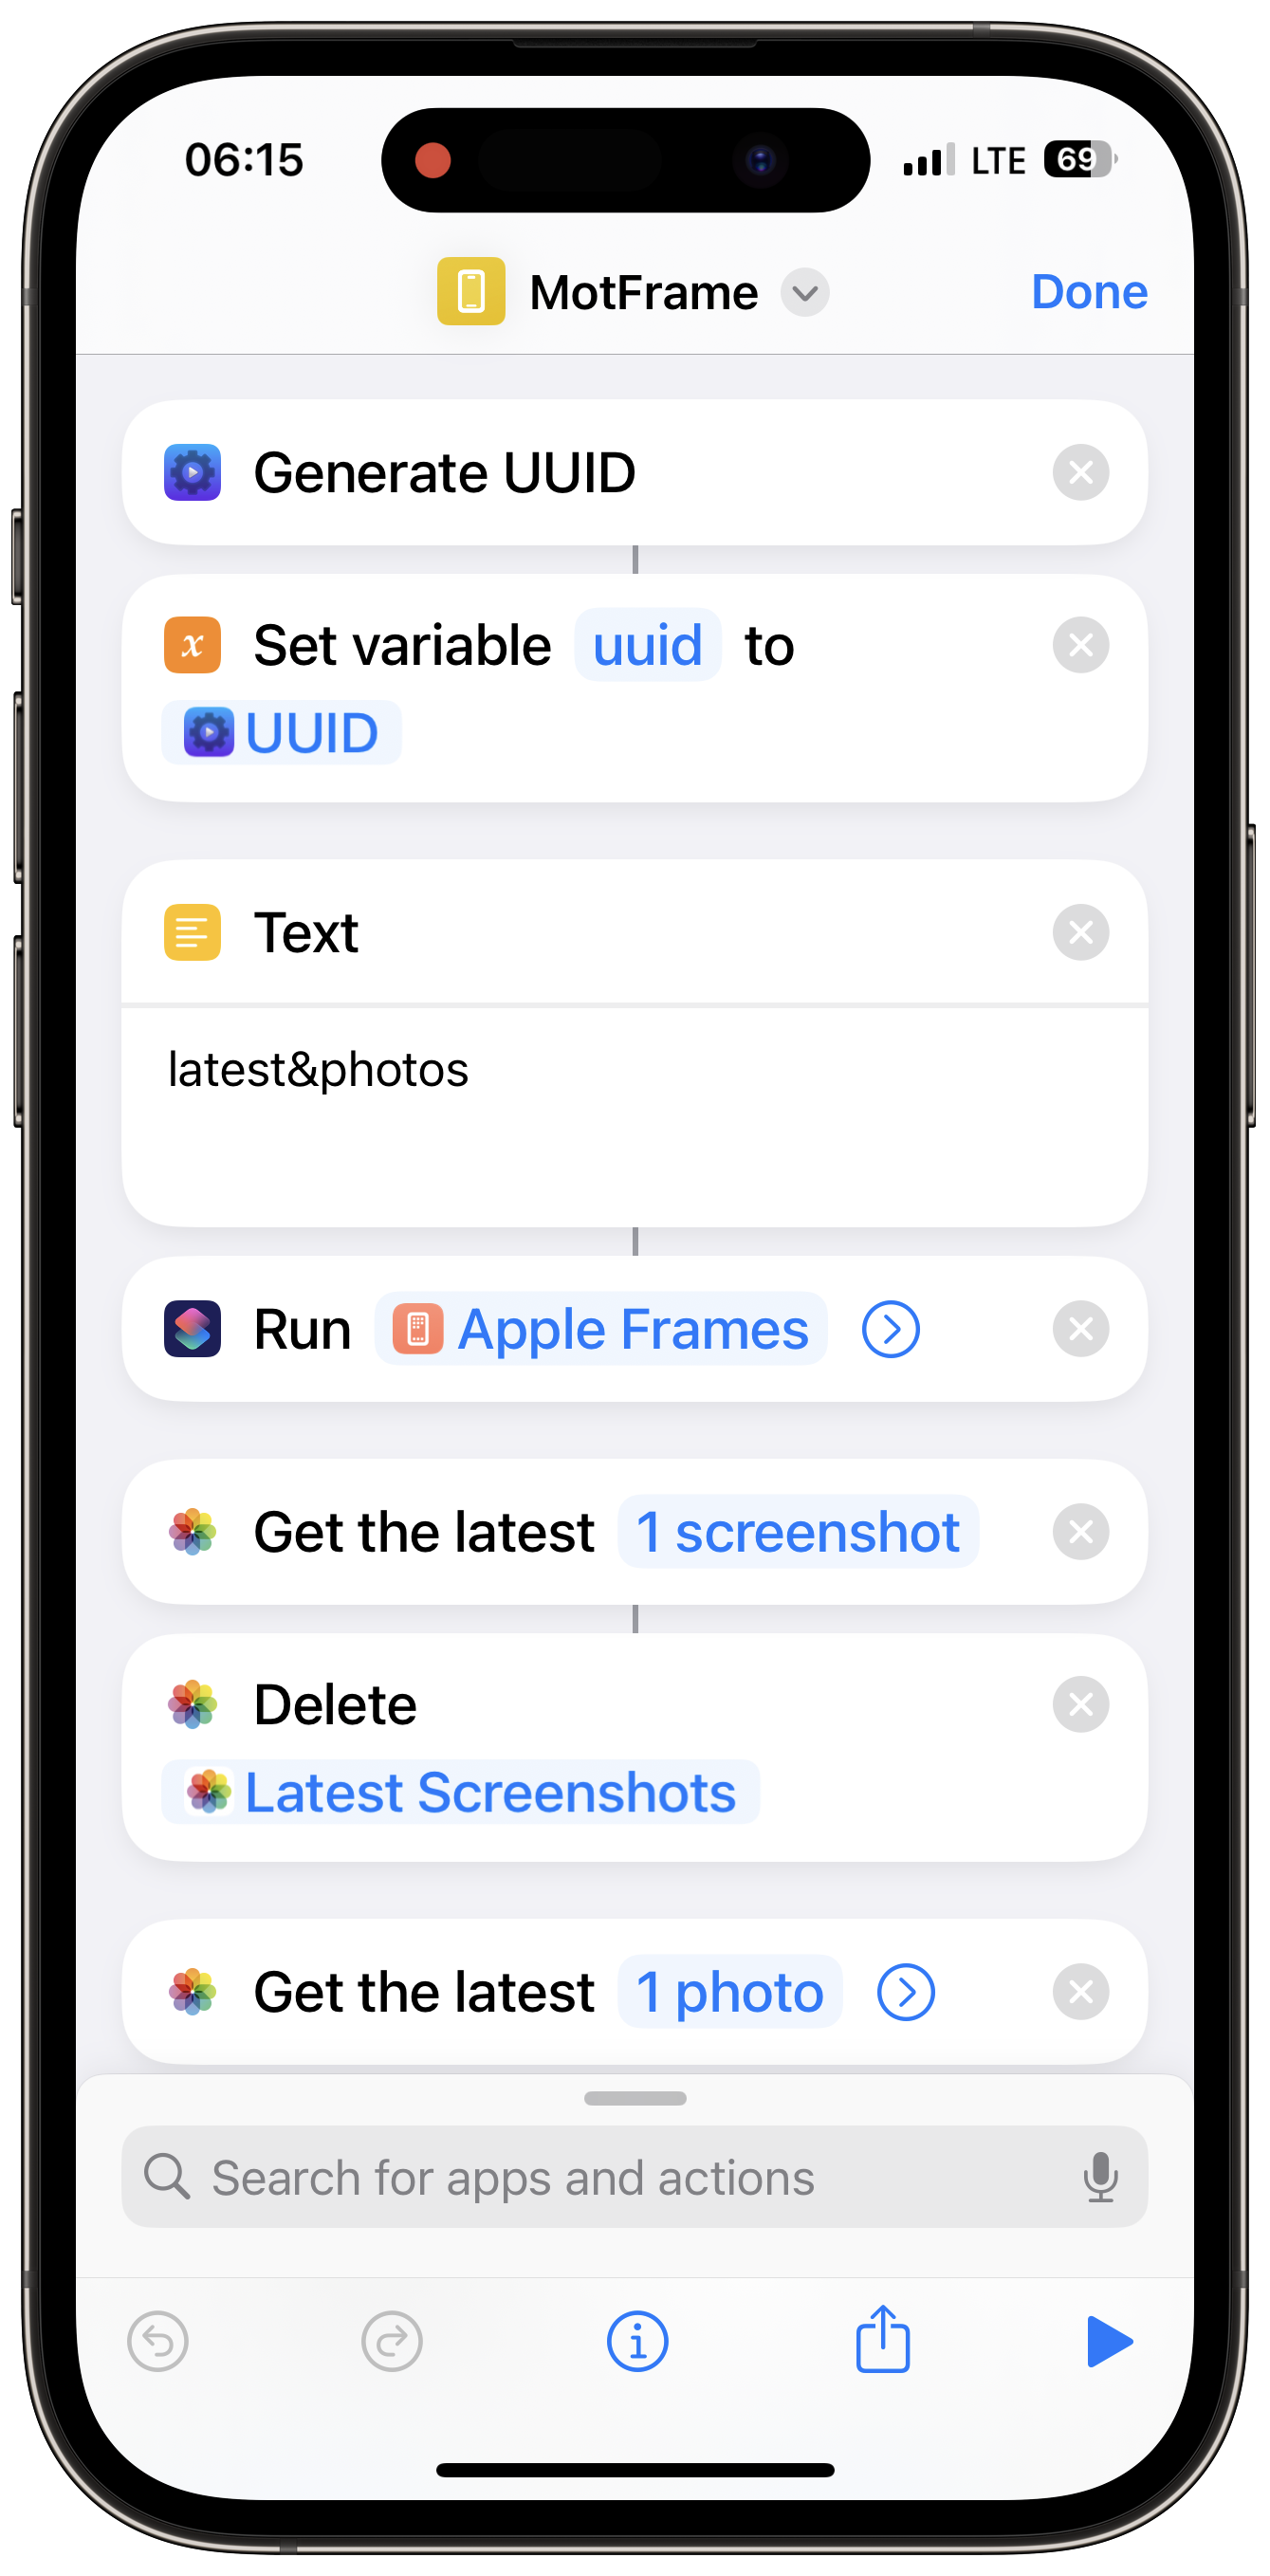 06:15 LTE 69
MotFrame Done
Generate UUID
x Set variable uuid to
UUID
Text
latest&photos
Run Apple Frames
Get the latest 1 screenshot
Delete
Latest Screenshots
Get the latest 1 photo
Search for apps and actions